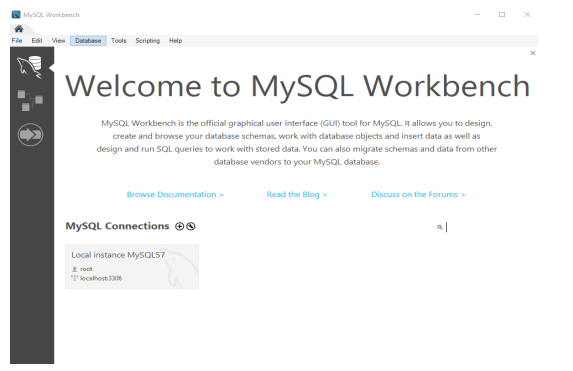 MySQL Workbench
File Edit View Database Tools Scripting Help
Welcome to MySQL Workbench
MySQL Workbench is the official graphical user interface (GUI) tool for MySQL. It allows you to design,
create and browse your database schemas, work with database objects and insert data as well as
design and run SQL queries to work with stored data. You can also migrate schemas and data from other
database vendors to your MySQL database.
Browse Documentation > Read the Blog > Discuss on the Forums >
MySQL Connections
Local instance MySQL57
root
localhost:3306